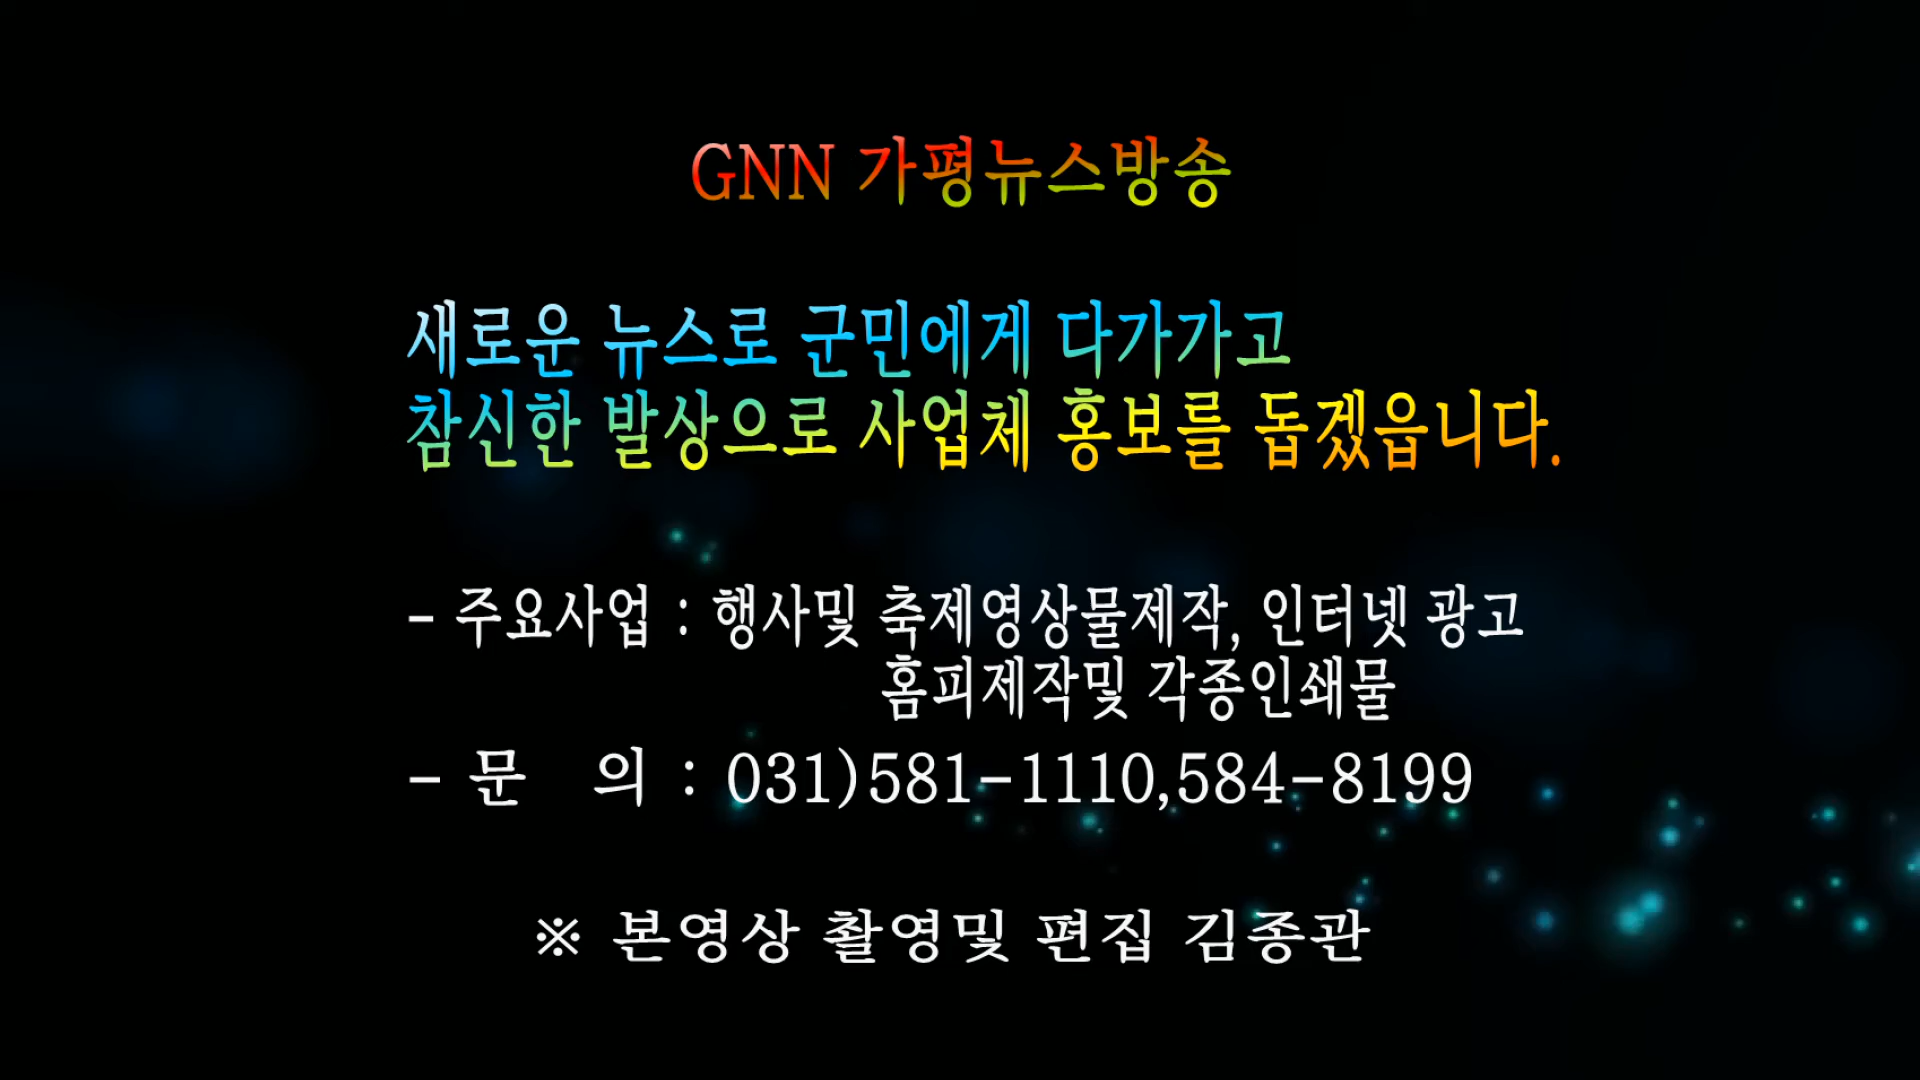 GNN 가평뉴스방송
새로운 뉴스로 군민에게 다가가고
참신한 발상으로 사업체 홍보를 돕겠읍니다.
- 주요사업 : 행사및 축제영상물제작, 인터넷 광고
홈피제작및 각종인쇄물
- 문 의 : 031)581-1110,584-8199
※ 본영상 촬영및 편집 김종관